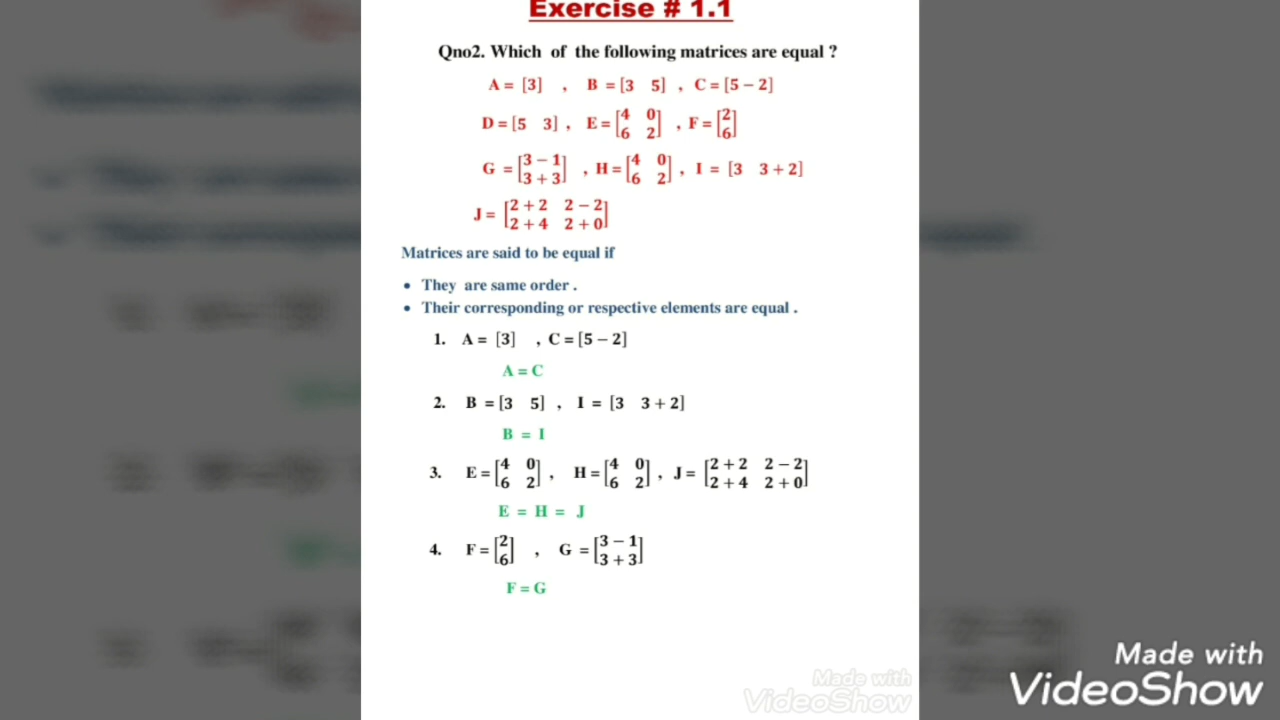 Exercise # 1.1
Qno2. Which of the following matrices are equal ?
A = [3] , B = [3 5] , C = [5 − 2]
D = [5 3] , E = [4 0; 6 2] , F = [2; 6]
G = [3 − 1; 3 + 3] , H = [4 0; 6 2] , I = [3 3 + 2]
J = [2 + 2 2 − 2; 2 + 4 2 + 0]
Matrices are said to be equal if
• They are same order .
• Their corresponding or respective elements are equal .
1. A = [3] , C = [5 − 2]
A = C
2. B = [3 5] , I = [3 3 + 2]
B = I
3. E = [4 0; 6 2] , H = [4 0; 6 2] , J = [2 + 2 2 − 2; 2 + 4 2 + 0]
E = H = J
4. F = [2; 6] , G = [3 − 1; 3 + 3]
F = G
Made with
VideoShow
Made with
VideoShow